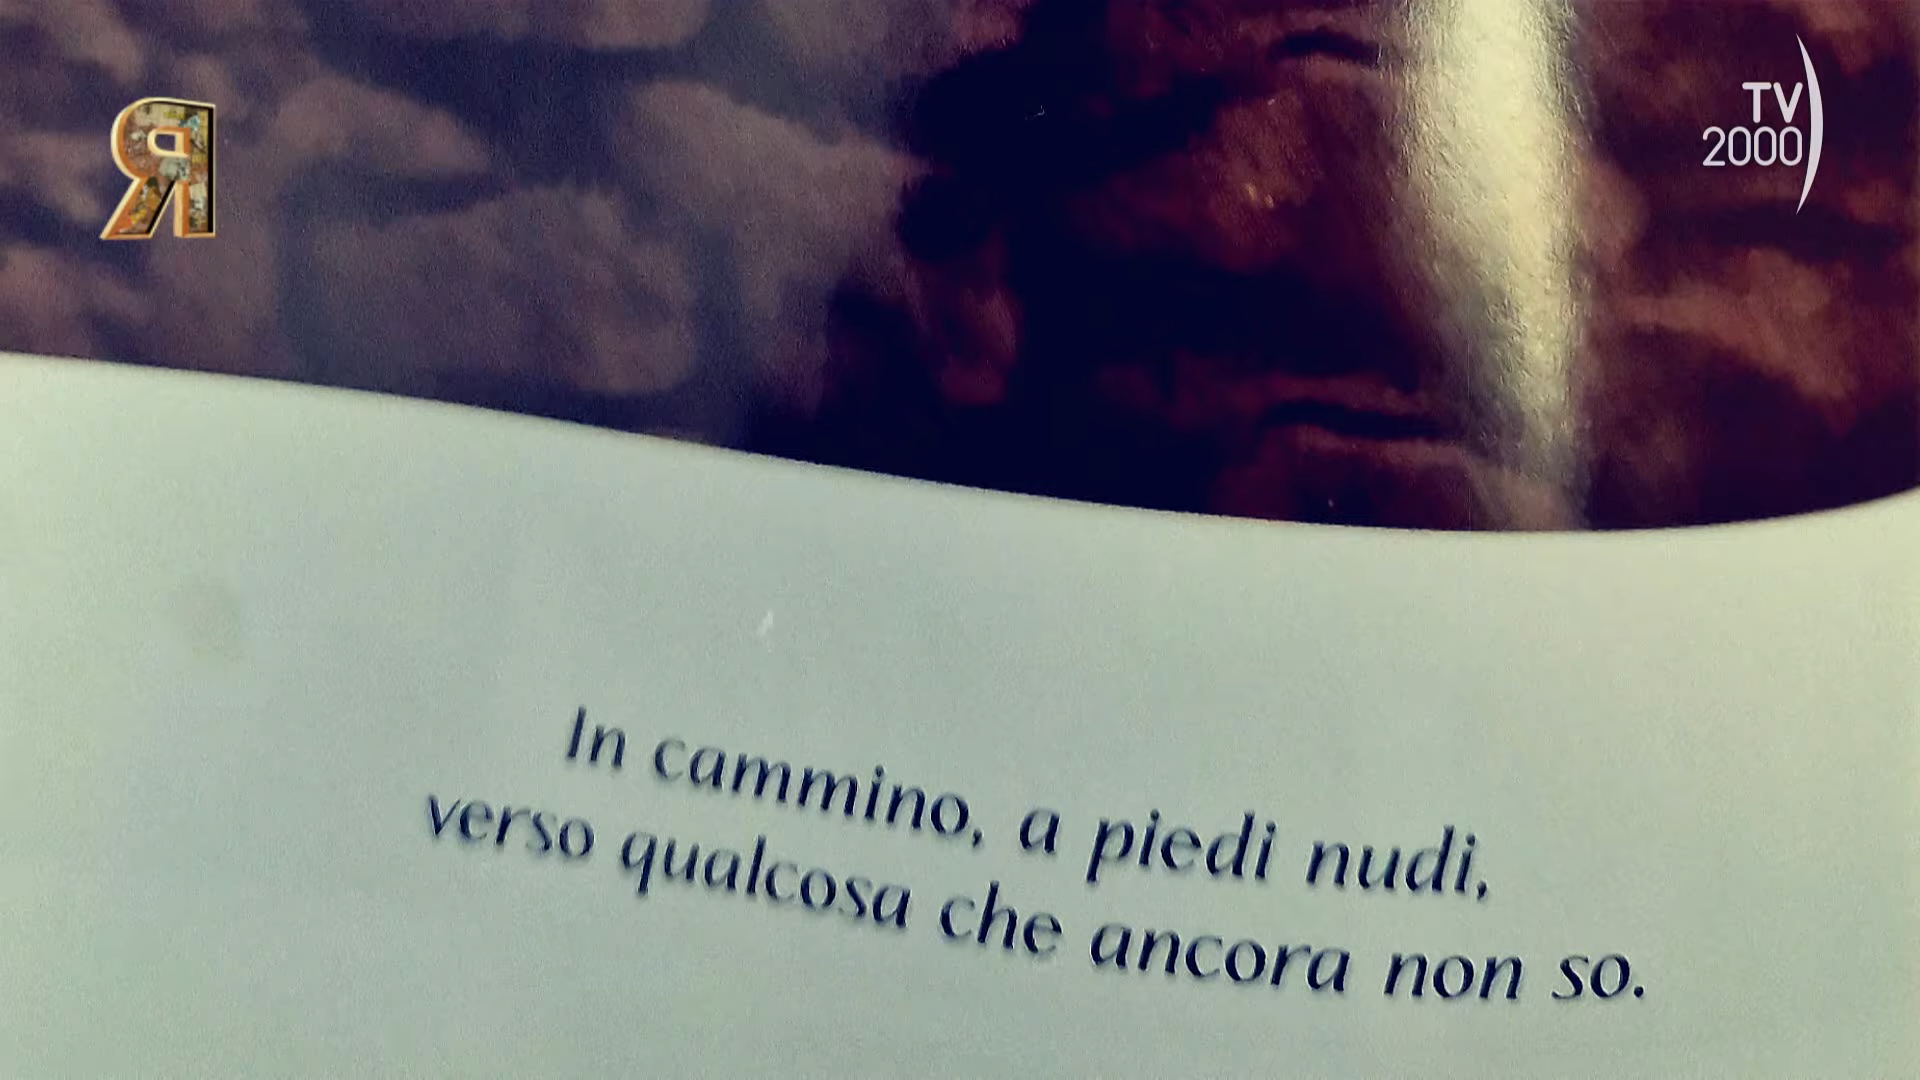 R
TV
2000
In cammino, a piedi nudi,
verso qualcosa che ancora non so.